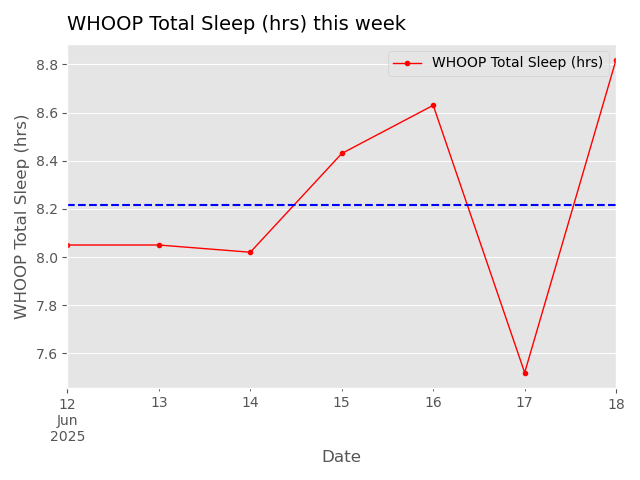 WHOOP Total Sleep (hrs) this week
WHOOP Total Sleep (hrs)
WHOOP Total Sleep (hrs)
8.8
8.6
8.4
8.2
8.0
7.8
7.6
12 13 14 15 16 17 18
Jun
2025
Date